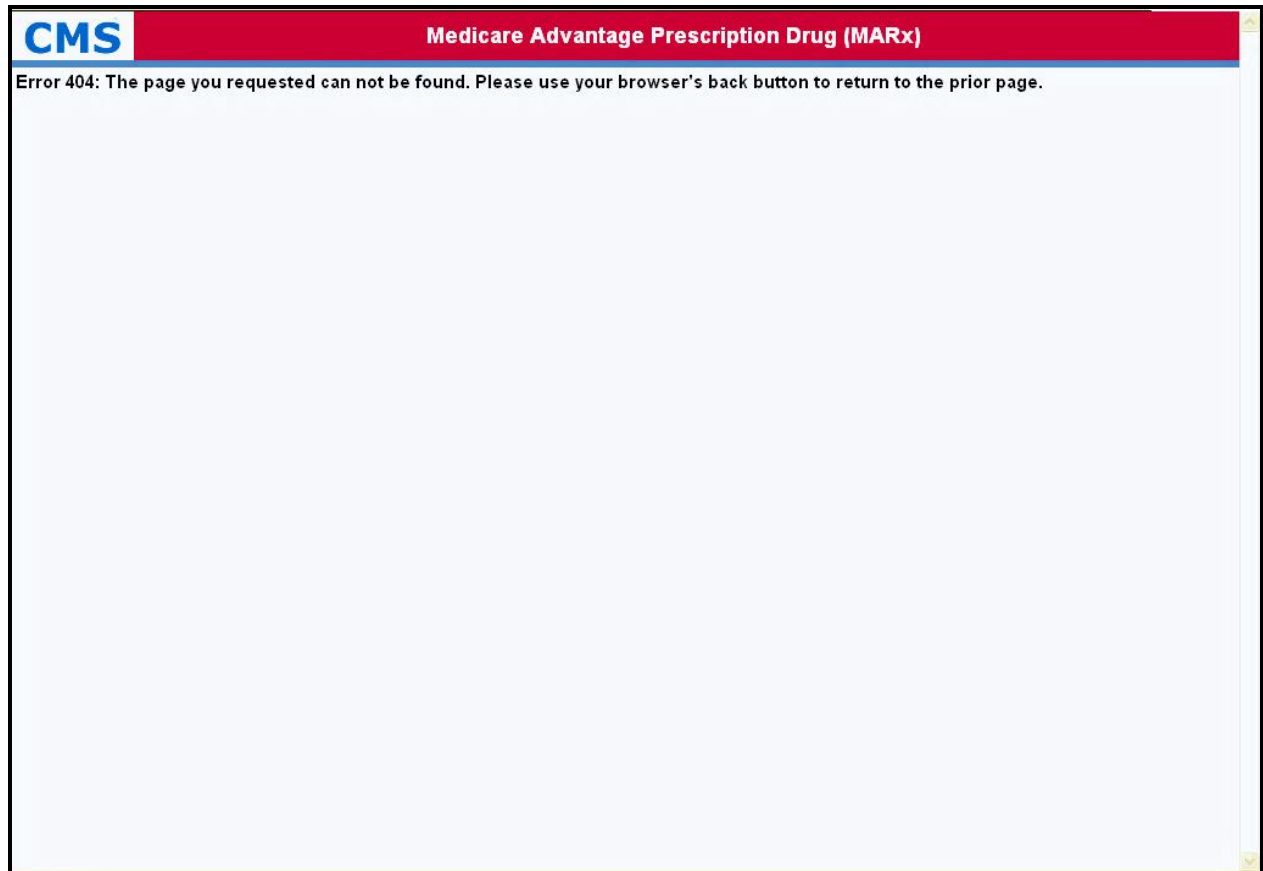 CMS
Medicare Advantage Prescription Drug (MARx)
Error 404: The page you requested can not be found. Please use your browser's back button to return to the prior page.